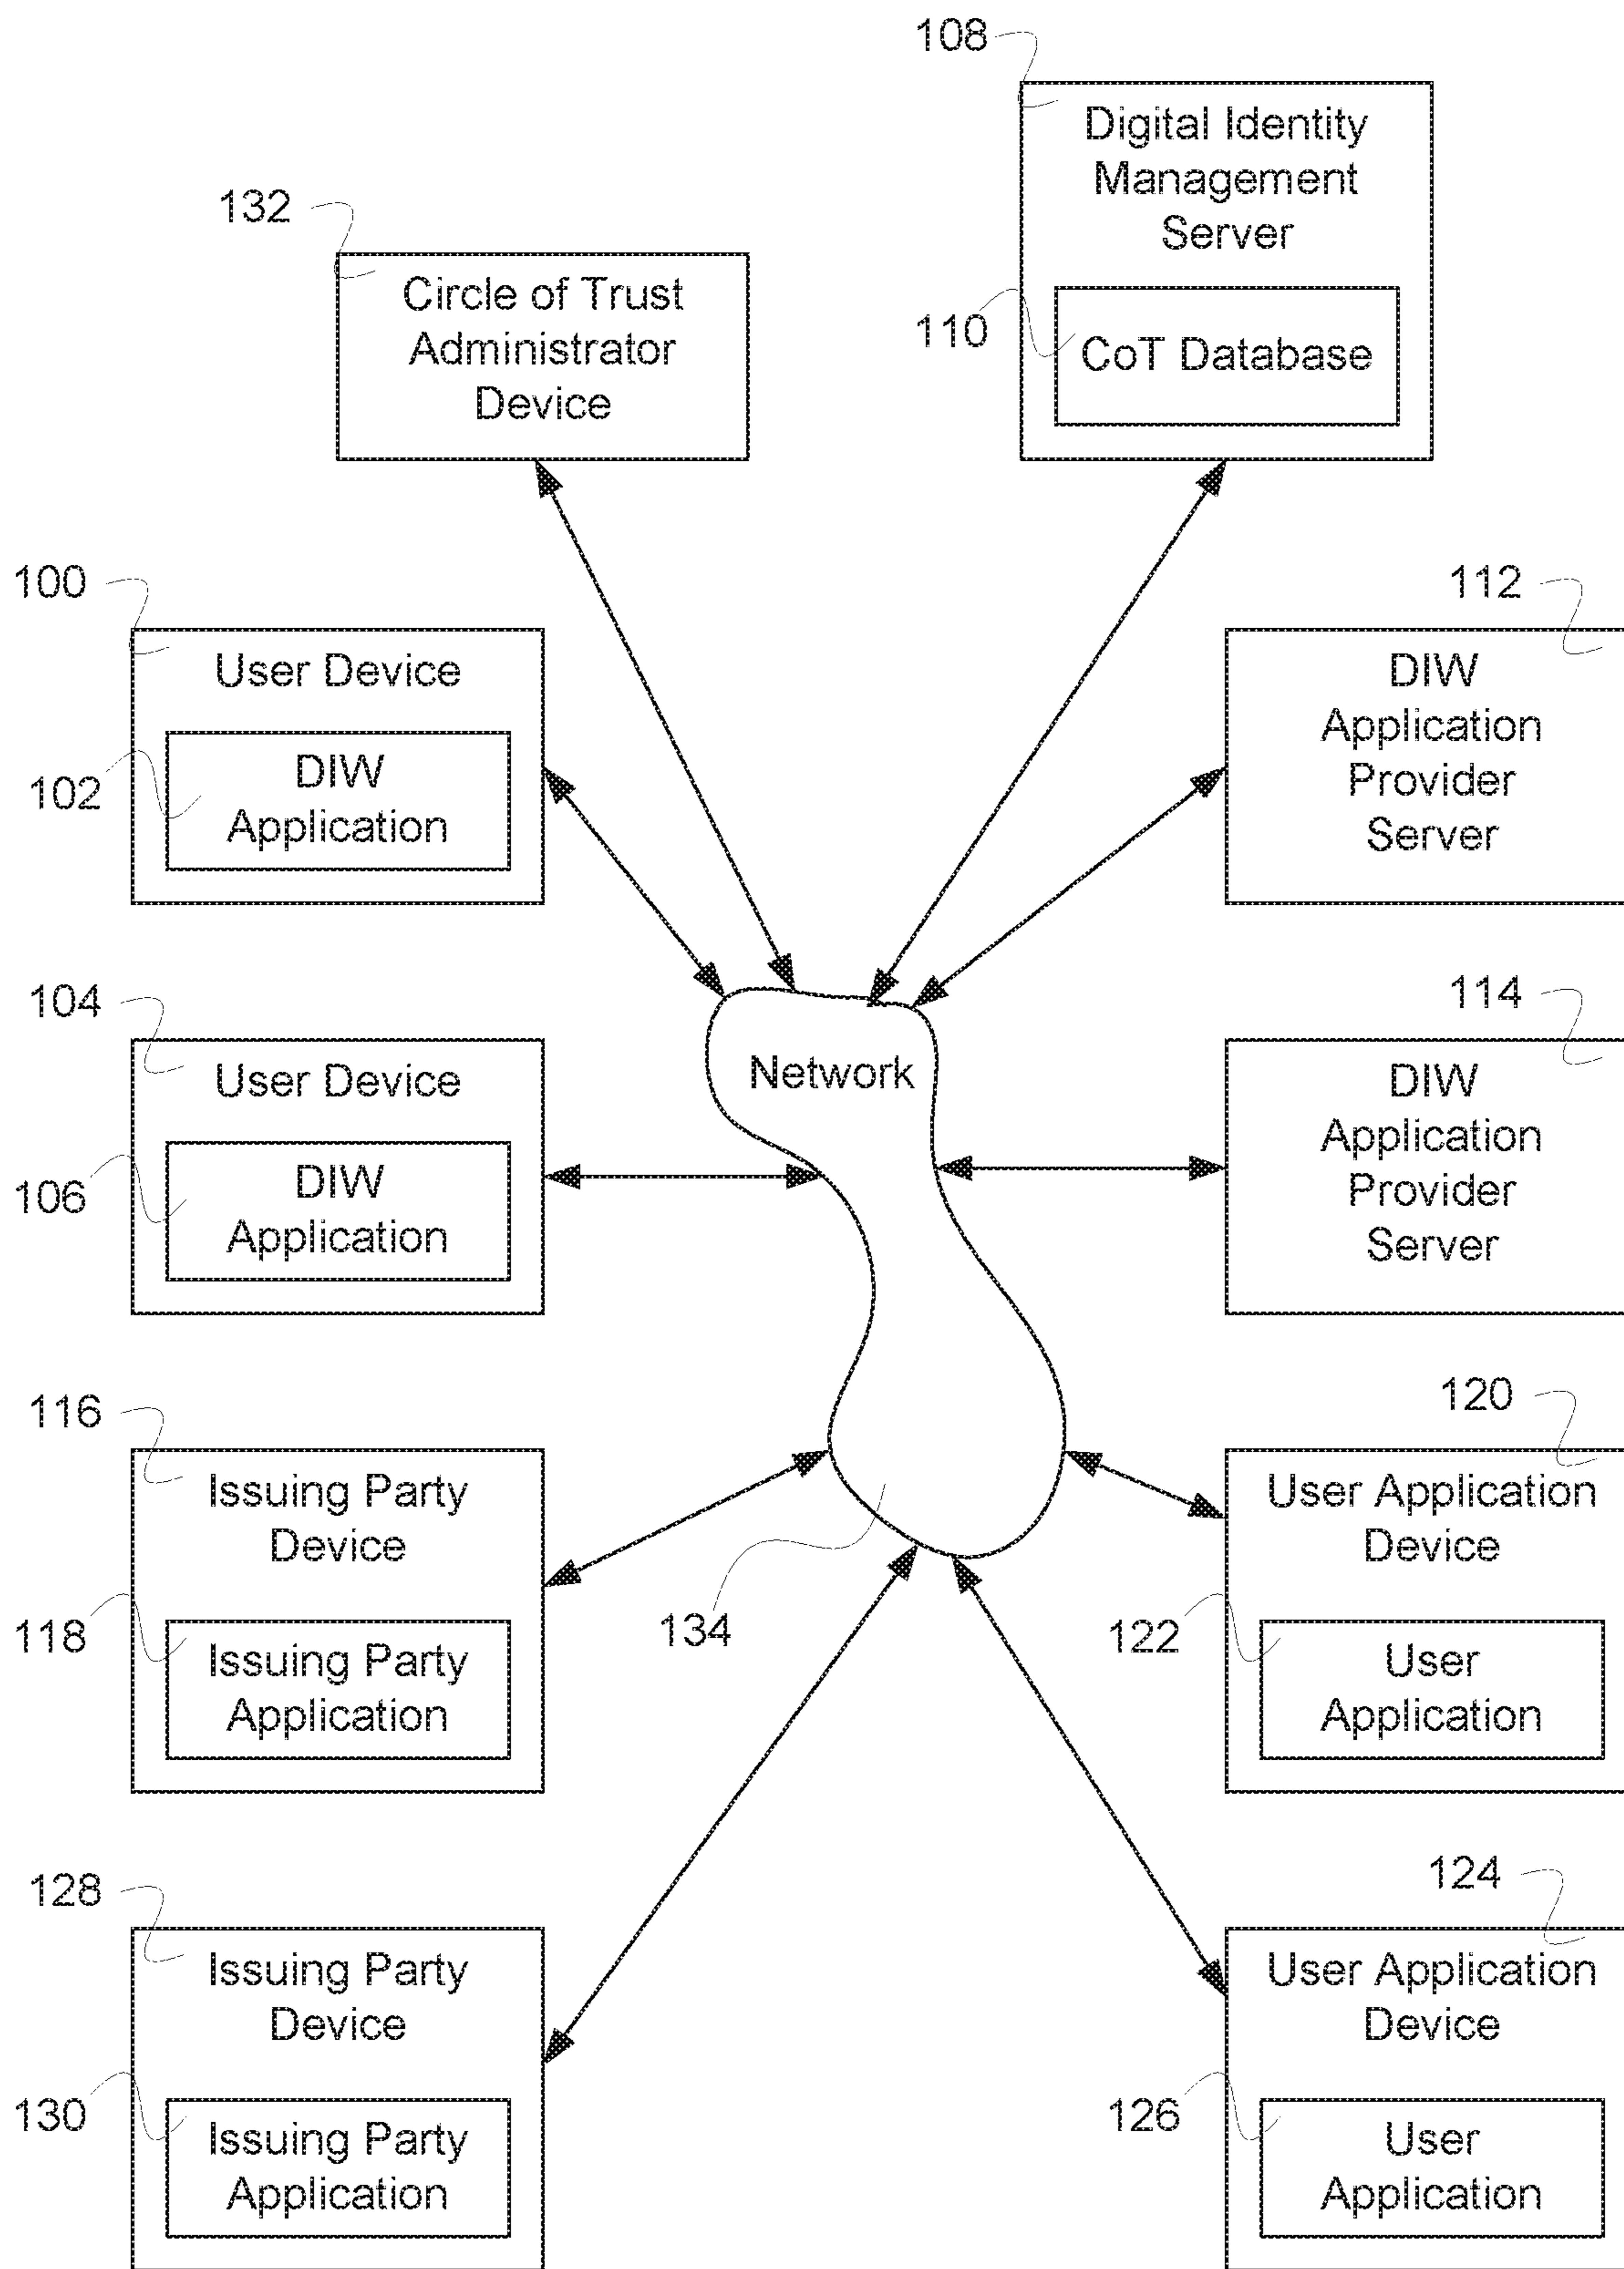 108
Digital Identity
Management
Server
110
CoT Database
132
Circle of Trust
Administrator
Device
100
User Device
102
DIW
Application
112
DIW
Application
Provider
Server
104
User Device
106
DIW
Application
Network
114
DIW
Application
Provider
Server
116
Issuing Party
Device
118
Issuing Party
Application
134
120
User Application
Device
122
User
Application
128
Issuing Party
Device
130
Issuing Party
Application
124
User Application
Device
126
User
Application